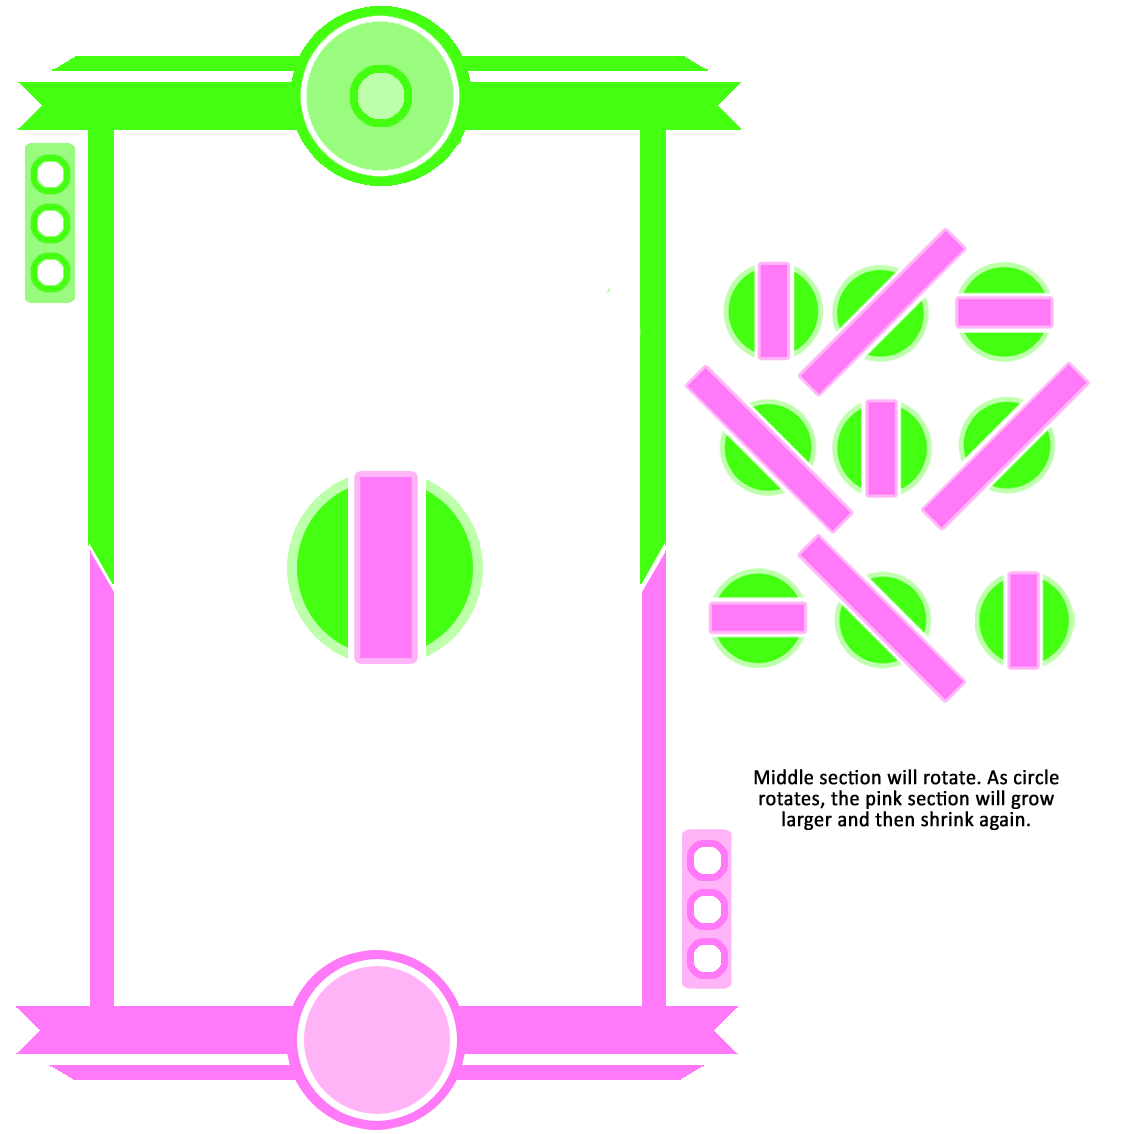 Middle section will rotate. As circle
rotates, the pink section will grow
larger and then shrink again.